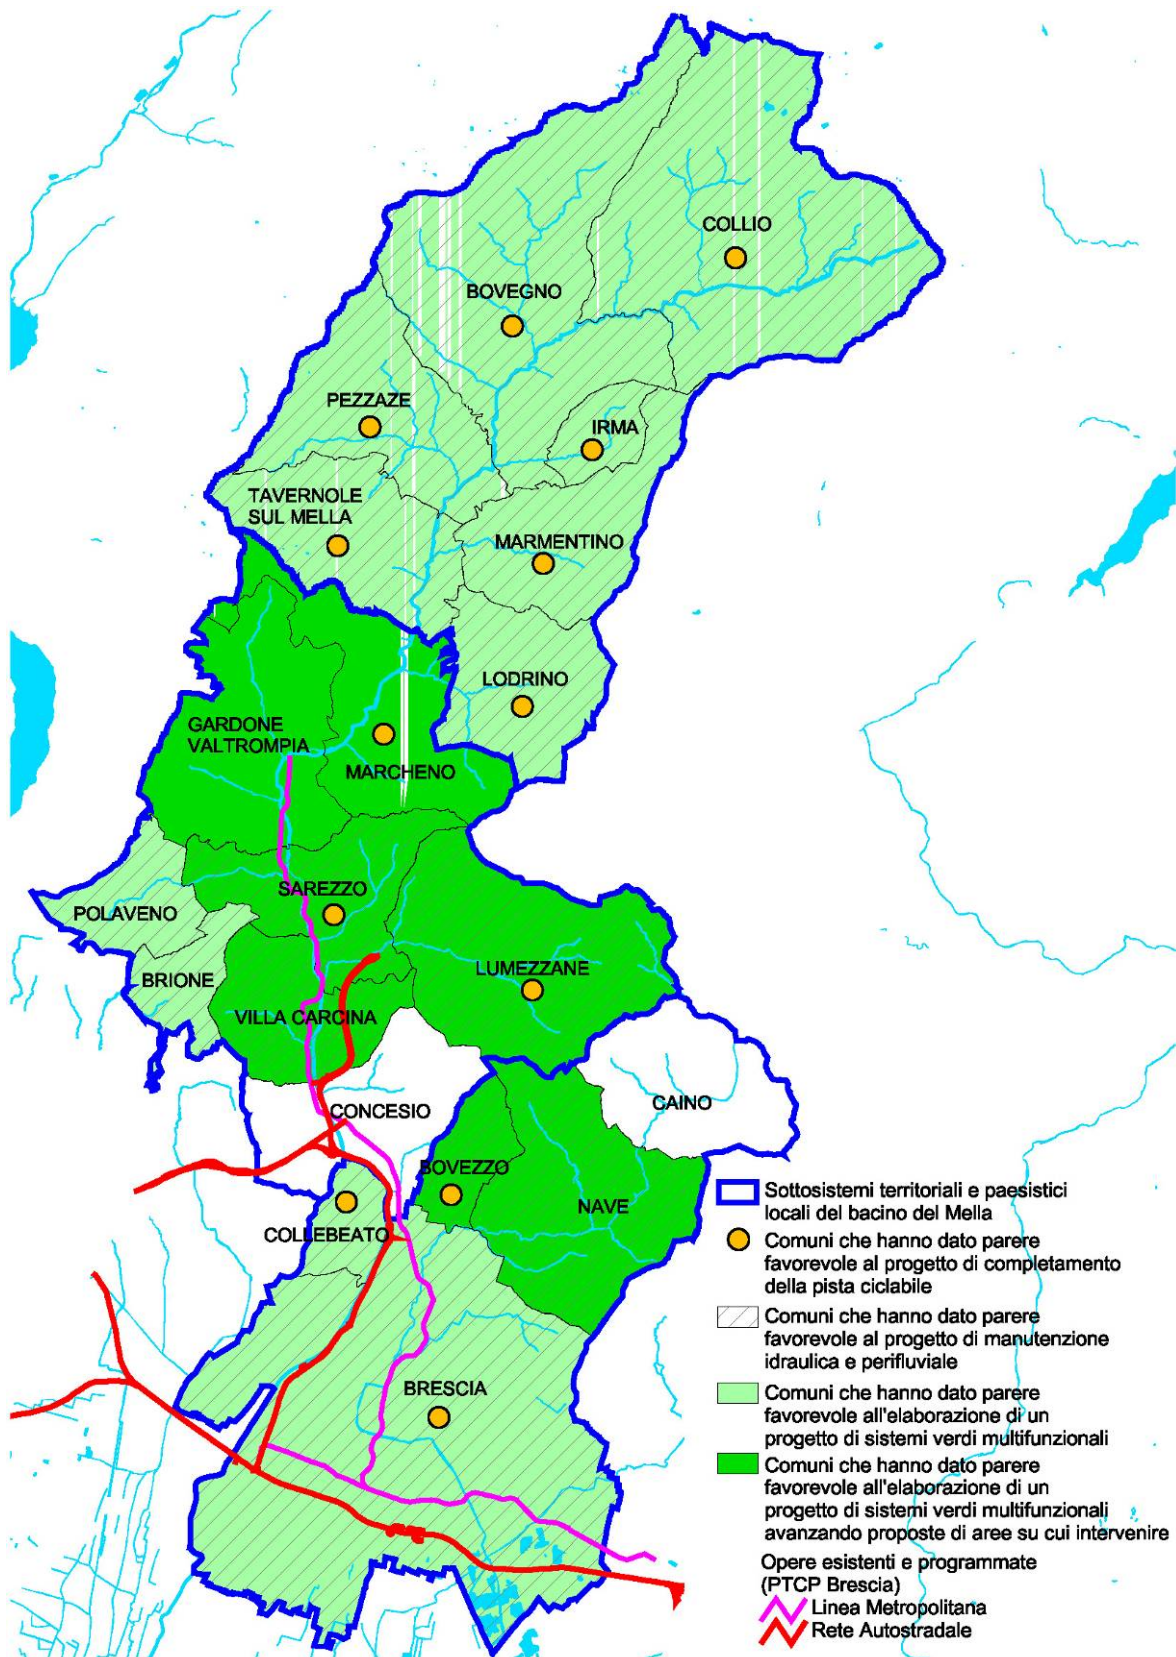 COLLIO
BOVEGNO
PEZZAZE
IRMA
TAVERNOLE
SUL MELLA
MARMENTINO
LODRINO
GARDONE
VALTROMPIA
MARCHENO
SAREZZO
POLAVENO
LUMEZZANE
BRIONE
VILLA CARCINA
CAINO
CONCESIO
BOVEZZO
NAVE
COLLEBEATO
BRESCIA
Sottosistemi territoriali e paesistici
locali del bacino del Mella
Comuni che hanno dato parere
favorevole al progetto di completamento
della pista ciclabile
Comuni che hanno dato parere
favorevole al progetto di manutenzione
idraulica e perifluviale
Comuni che hanno dato parere
favorevole all'elaborazione di un
progetto di sistemi verdi multifunzionali
Comuni che hanno dato parere
favorevole all'elaborazione di un
progetto di sistemi verdi multifunzionali
avanzando proposte di aree su cui intervenire
Opere esistenti e programmate
(PTCP Brescia)
Linea Metropolitana
Rete Autostradale